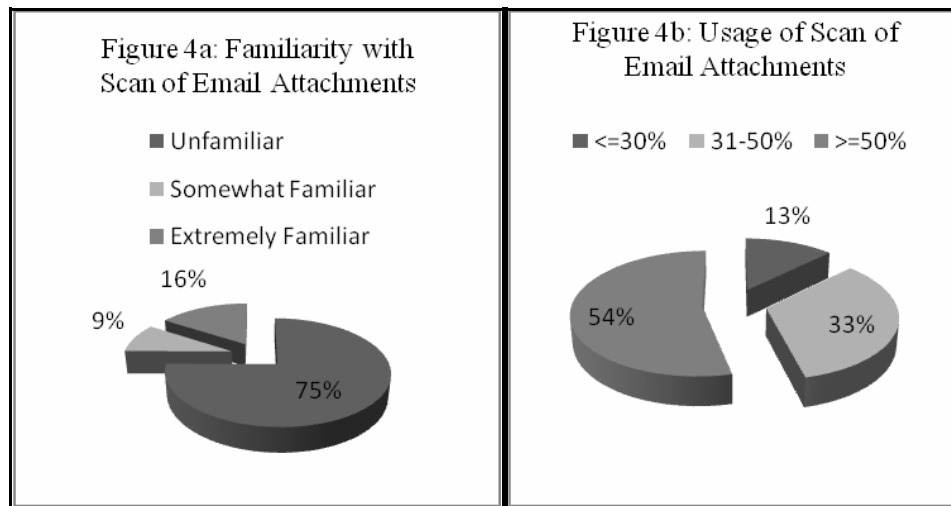 Figure 4a: Familiarity with
Scan of Email Attachments
Unfamiliar
Somewhat Familiar
Extremely Familiar
16%
9%
75%
Figure 4b: Usage of Scan of
Email Attachments
<=30% 31-50% >=50%
13%
54%
33%